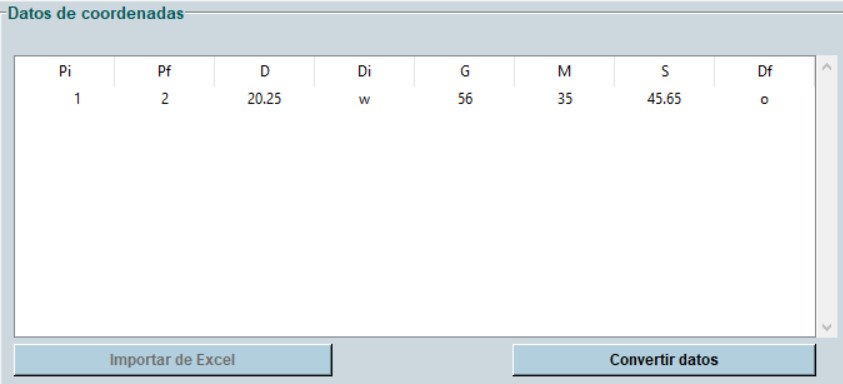 Datos de coordenadas
Pi Pf D Di G M S Df
1 2 20.25 w 56 35 45.65 o
Importar de Excel Convertir datos